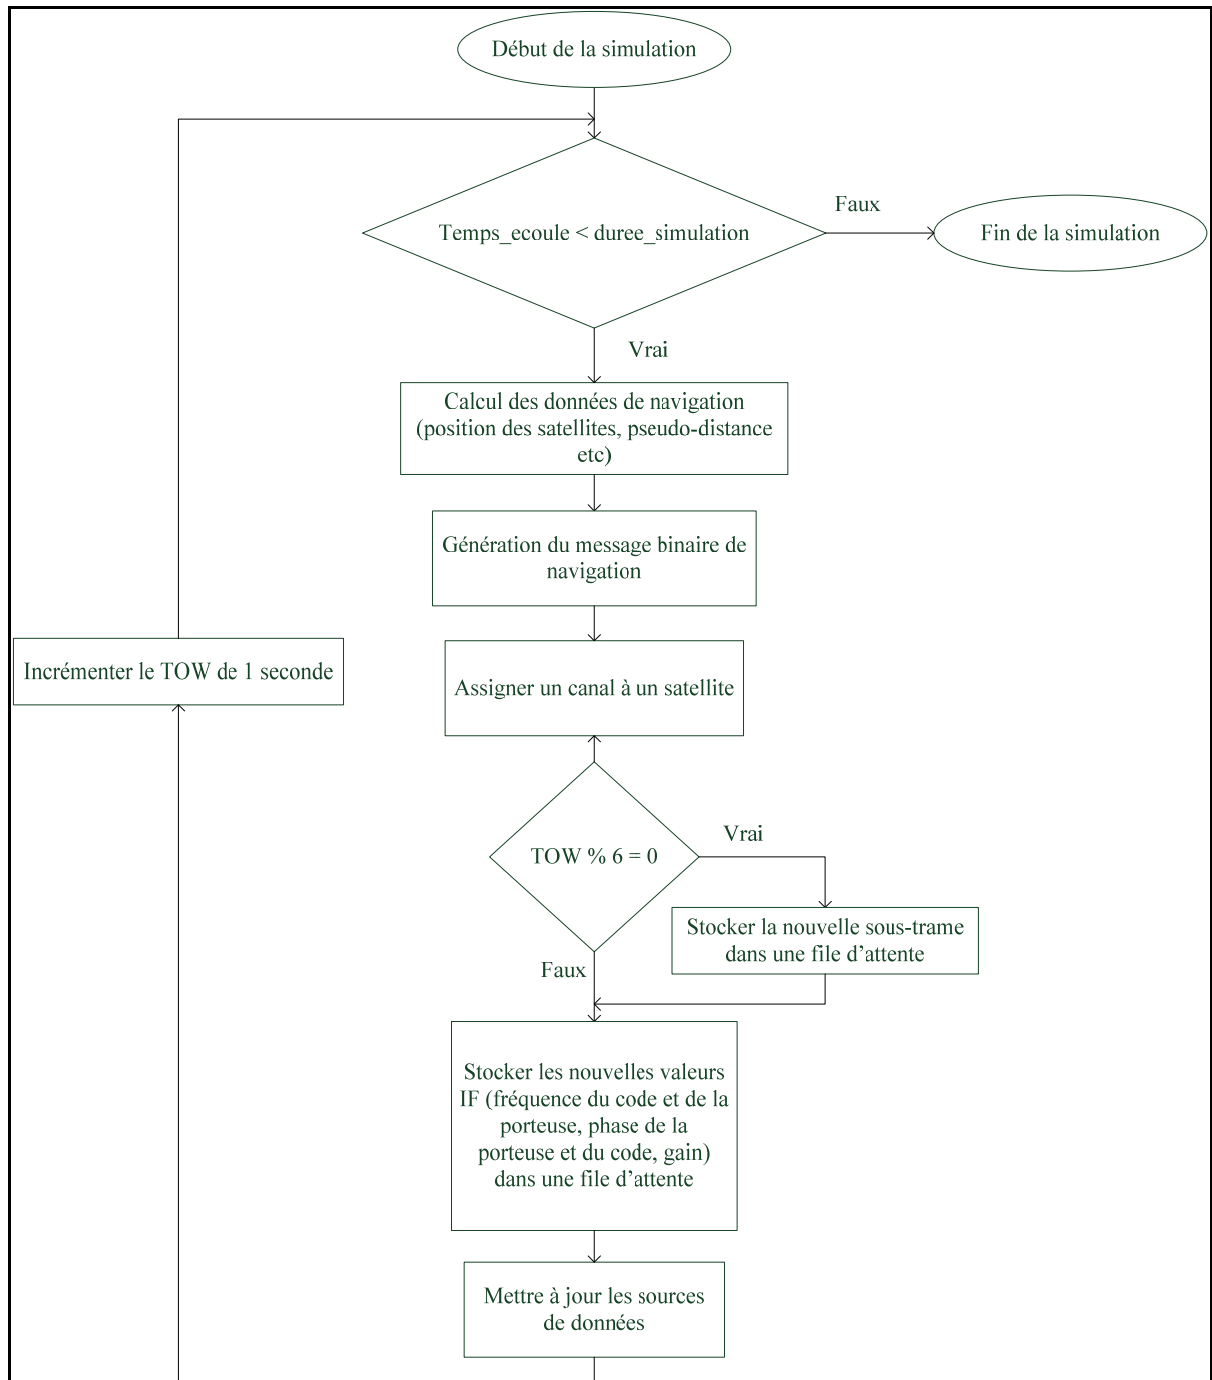 Début de la simulation
Faux
Temps_ecoule < duree_simulation
Fin de la simulation
Vrai
Calcul des données de navigation
(position des satellites, pseudo-distance
etc)
Génération du message binaire de
navigation
Incrémenter le TOW de 1 seconde
Assigner un canal à un satellite
Vrai
TOW % 6 = 0
Stocker la nouvelle sous-trame
dans une file d'attente
Faux
Stocker les nouvelles valeurs
IF (fréquence du code et de la
porteuse, phase de la
porteuse et du code, gain)
dans une file d'attente
Mettre à jour les sources
de données